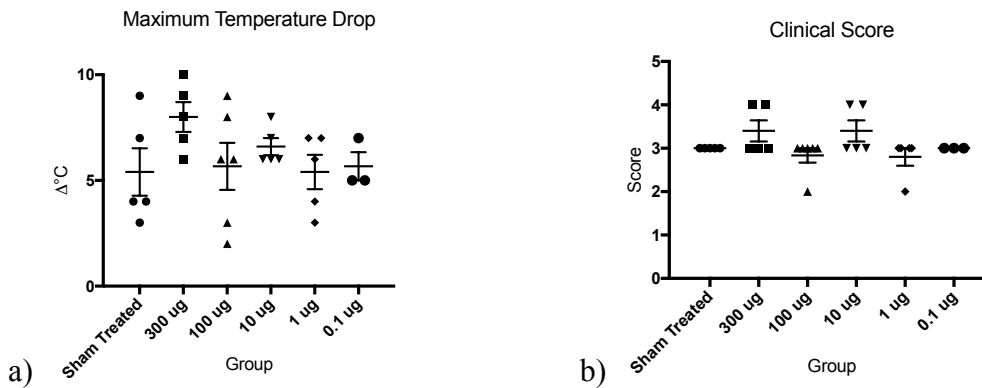 Maximum Temperature Drop
10
5
0
Δ°C
Sham Treated
300 ug
100 ug
10 ug
1 ug
0.1 ug
Group
a)
Clinical Score
5
4
3
2
1
0
Score
Sham Treated
300 ug
100 ug
10 ug
1 ug
0.1 ug
Group
b)